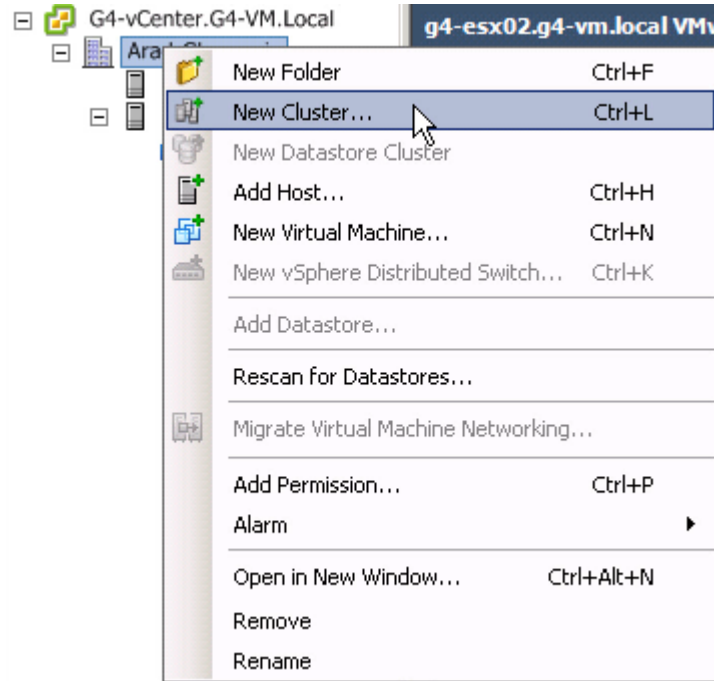 G4-vCenter.G4-VM.Local
g4-esx02.g4-vm.local VMw
New Folder Ctrl+F
New Cluster... Ctrl+L
New Datastore Cluster
Add Host... Ctrl+H
New Virtual Machine... Ctrl+N
New vSphere Distributed Switch... Ctrl+K
Add Datastore...
Rescan for Datastores...
Migrate Virtual Machine Networking...
Add Permission... Ctrl+P
Alarm
Open in New Window... Ctrl+Alt+N
Remove
Rename